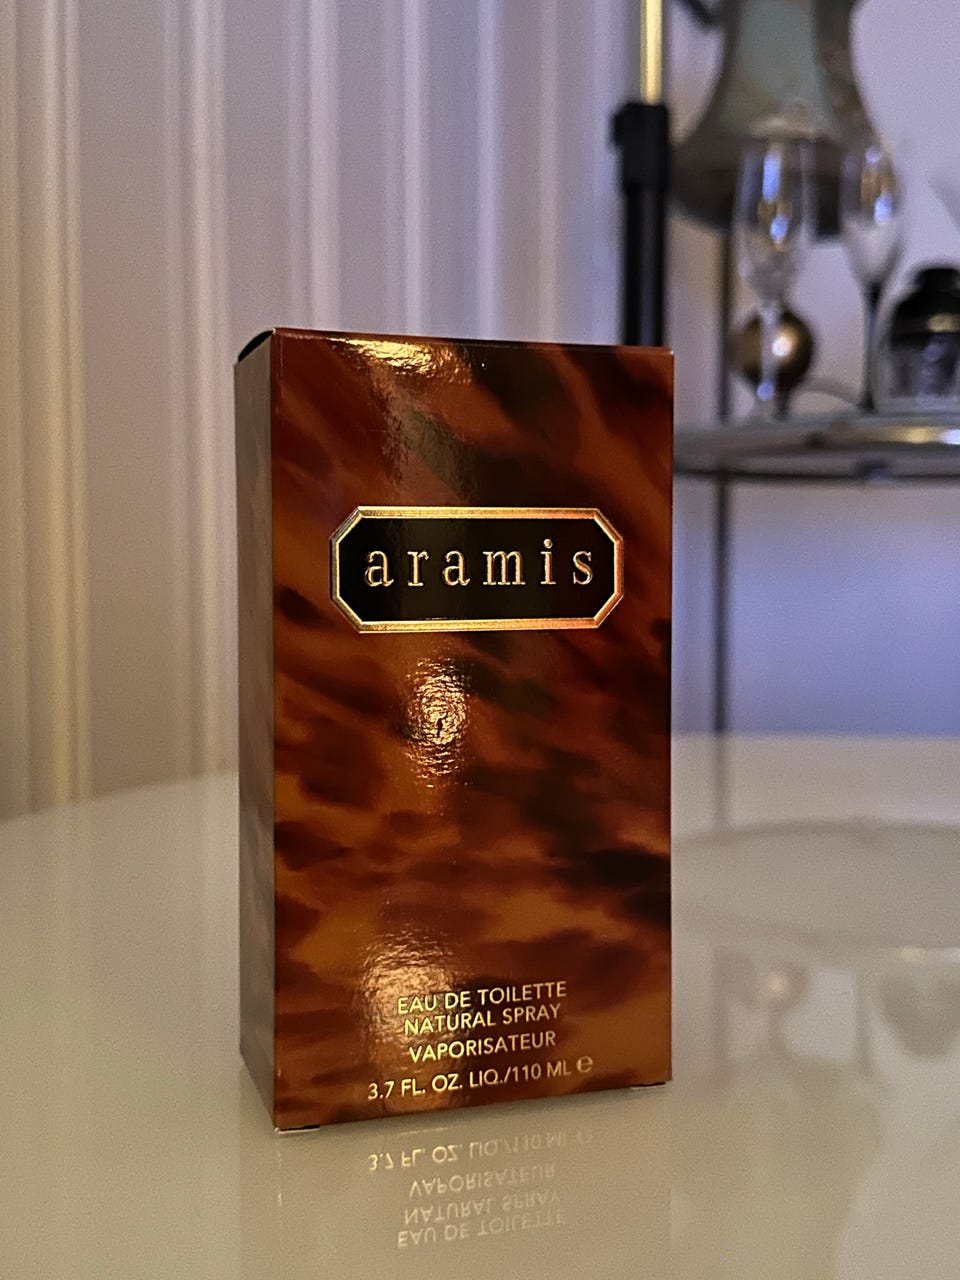 aramis
EAU DE TOILETTE
NATURAL SPRAY
VAPORISATEUR
3.7 FL. OZ. LIQ./110 ML ℮